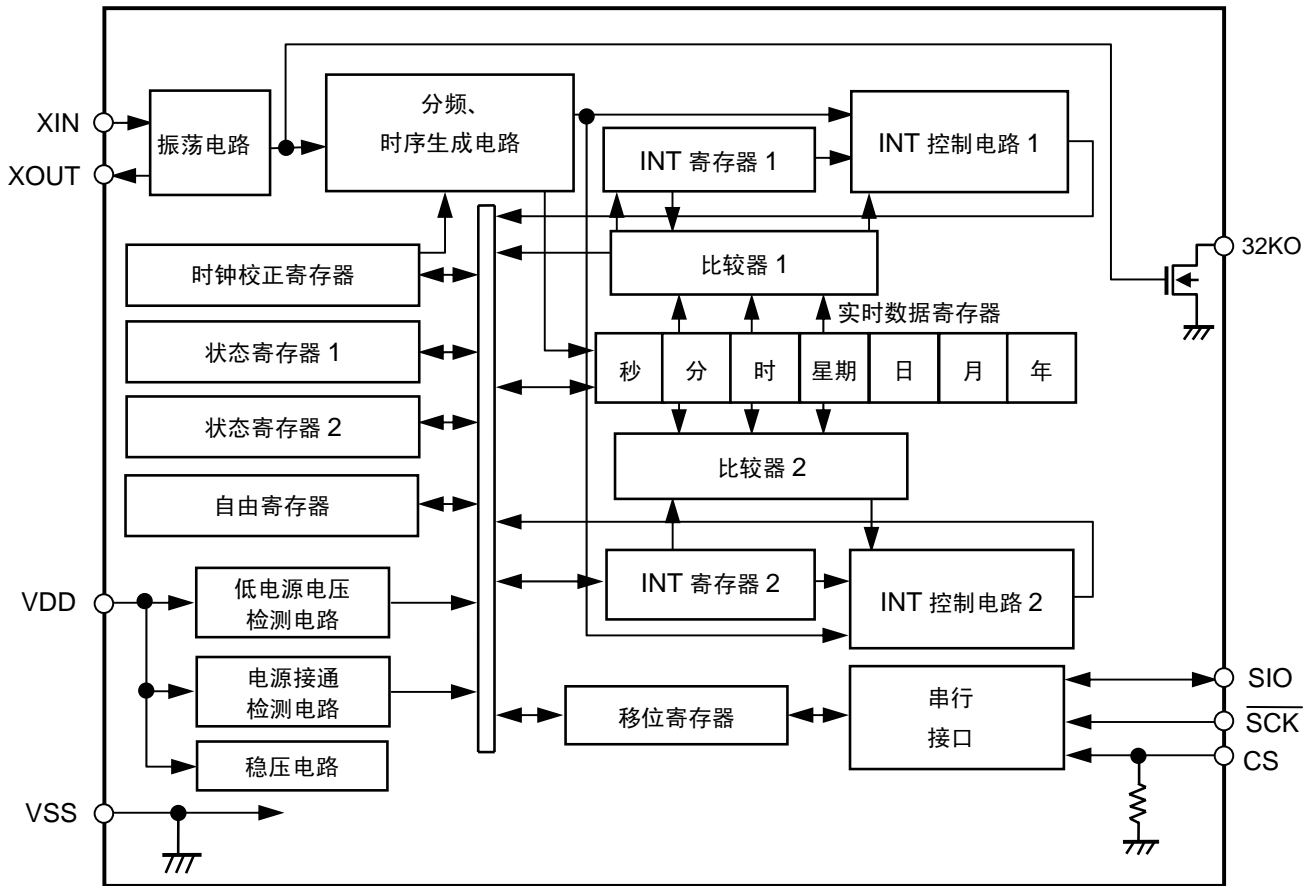 XIN
XOUT
振荡电路
分频、
时序生成电路
INT 寄存器 1
INT 控制电路 1
比较器 1
32KO
时钟校正寄存器
状态寄存器 1
状态寄存器 2
自由寄存器
实时数据寄存器
秒 分 时 星期 日 月 年
比较器 2
INT 寄存器 2
INT 控制电路 2
VDD
低电源电压
检测电路
电源接通
检测电路
稳压电路
VSS
移位寄存器
串行
接口
SIO
SCK
CS